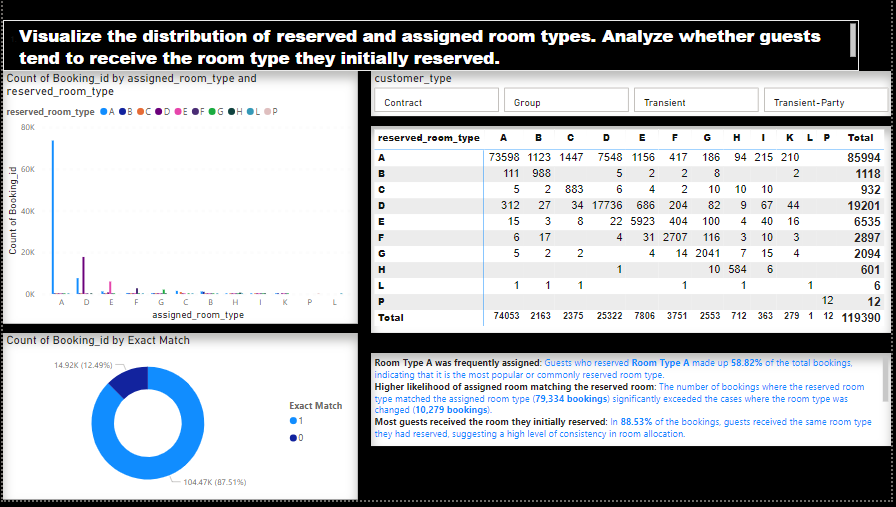 Visualize the distribution of reserved and assigned room types. Analyze whether guests
tend to receive the room type they initially reserved.
Count of Booking_id by assigned_room_type and
reserved_room_type
reserved_room_type A B C D E F G H L P
80K
60K
40K
20K
0K
Count of Booking_id
A D E F G C B H I K P L
assigned_room_type
customer_type
Contract
Group
Transient
Transient-Party
reserved_room_type A B C D E F G H I K L P Total
A 73598 1123 1447 7548 1156 417 186 94 215 210 85994
B 111 988 5 2 2 8 2 1118
C 5 2 883 6 4 2 10 10 10 932
D 312 27 34 17736 686 204 82 9 67 44 19201
E 15 3 8 22 5923 404 100 4 40 16 6535
F 6 17 4 31 2707 116 3 10 3 2897
G 5 2 2 4 14 2041 7 15 4 2094
H 1 10 584 6 601
L 1 1 1 1 1 1 6
P 12 12
Total 74053 2163 2375 25322 7806 3751 2553 712 363 279 1 12 119390
Count of Booking_id by Exact Match
14.92K (12.49%)
104.47K (87.51%)
Exact Match
1
0
Room Type A was frequently assigned: Guests who reserved Room Type A made up 58.82% of the total bookings,
indicating that it is the most popular or commonly reserved room type.
Higher likelihood of assigned room matching the reserved room: The number of bookings where the reserved room
type matched the assigned room type (79,334 bookings) significantly exceeded the cases where the room type was
changed (10,279 bookings).
Most guests received the room they initially reserved: In 88.53% of the bookings, guests received the same room type
they had reserved, suggesting a high level of consistency in room allocation.